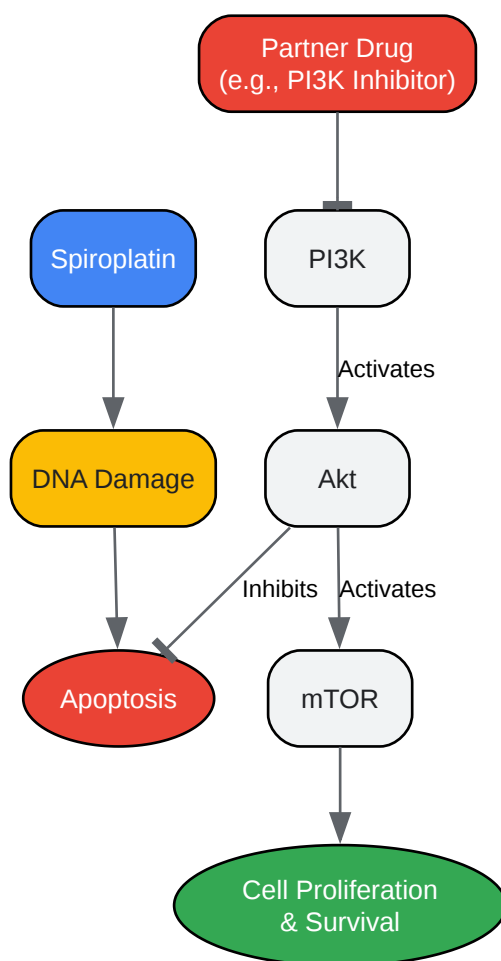 Partner Drug
(e.g., PI3K Inhibitor)
Spiroplatin
PI3K
Activates
DNA Damage
Akt
Inhibits
Activates
Apoptosis
mTOR
Cell Proliferation
& Survival